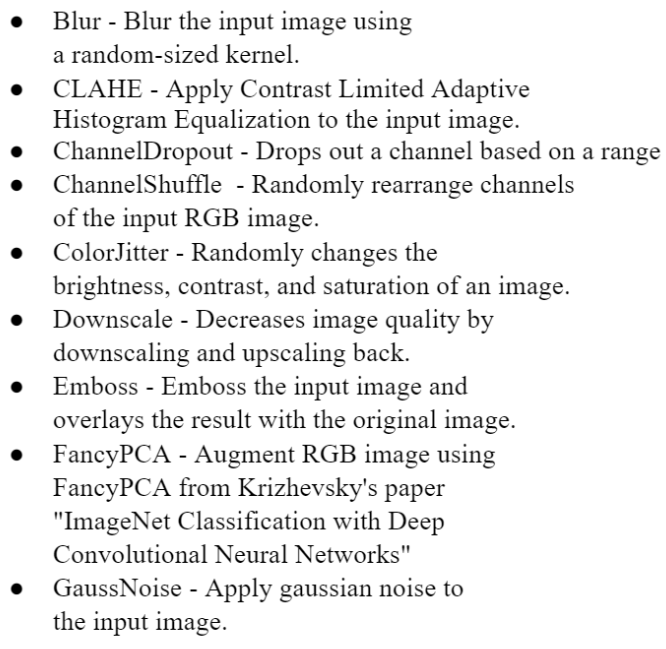 ● Blur - Blur the input image using
a random-sized kernel.
● CLAHE - Apply Contrast Limited Adaptive
Histogram Equalization to the input image.
● ChannelDropout - Drops out a channel based on a range
● ChannelShuffle - Randomly rearrange channels
of the input RGB image.
● ColorJitter - Randomly changes the
brightness, contrast, and saturation of an image.
● Downscale - Decreases image quality by
downscaling and upscaling back.
● Emboss - Emboss the input image and
overlays the result with the original image.
● FancyPCA - Augment RGB image using
FancyPCA from Krizhevsky's paper
"ImageNet Classification with Deep
Convolutional Neural Networks"
● GaussNoise - Apply gaussian noise to
the input image.